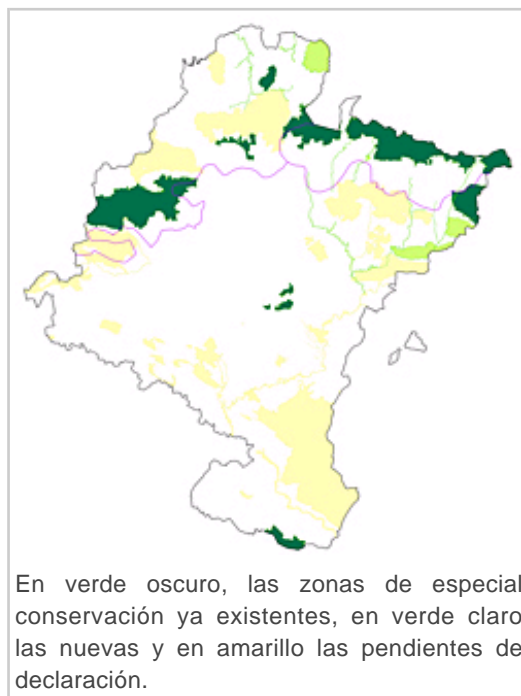 En verde oscuro, las zonas de especial
conservación ya existentes, en verde claro
las nuevas y en amarillo las pendientes de
declaración.